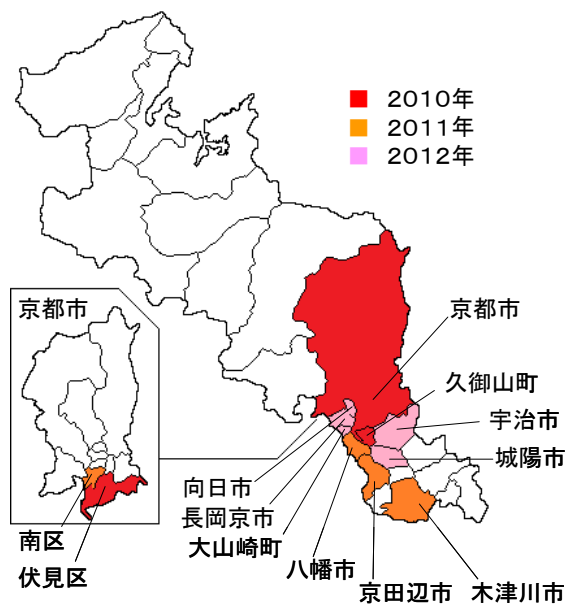 2010年
2011年
2012年
京都市
京都市
久御山町
宇治市
城陽市
向日市
長岡京市
大山崎町
八幡市
京田辺市
木津川市
南区
伏見区